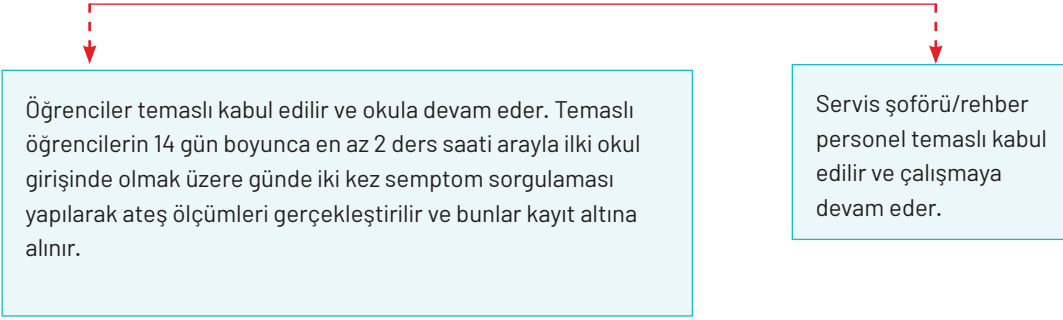 Öğrenciler temaslı kabul edilir ve okula devam eder. Temaslı
öğrencilerin 14 gün boyunca en az 2 ders saati arayla ilki okul
girişinde olmak üzere günde iki kez semptom sorgulaması
yapılarak ateş ölçümleri gerçekleştirilir ve bunlar kayıt altına
alınır.
Servis şoförü/rehber
personel temaslı kabul
edilir ve çalışmaya
devam eder.